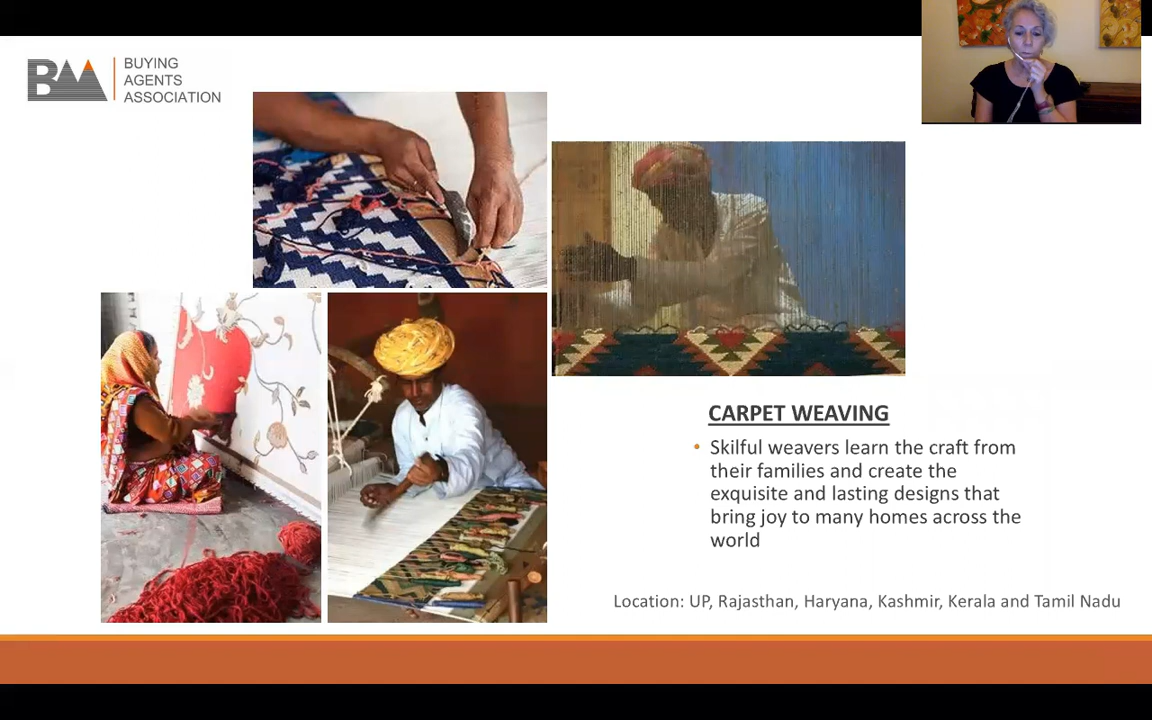 BAA
BUYING
AGENTS
ASSOCIATION
CARPET WEAVING
• Skilful weavers learn the craft from
their families and create the
exquisite and lasting designs that
bring joy to many homes across the
world
Location: UP, Rajasthan, Haryana, Kashmir, Kerala and Tamil Nadu